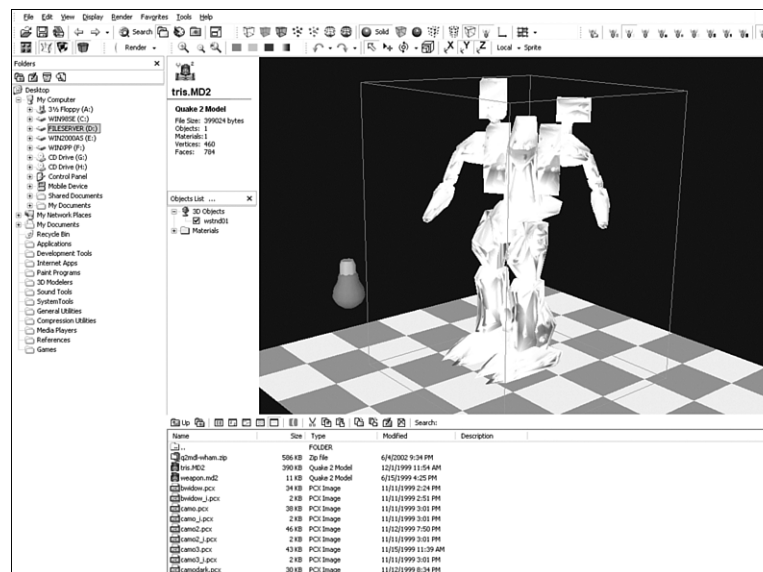 File Edit View Display Render Favorites Tools Help
Search Solid
Render X Y Z Local Sprite
Folders
Desktop
My Computer
3½ Floppy (A:)
WIN98SE (C:)
FILESERVER (D:)
WIN2000AS (E:)
WINXPP (F:)
CD Drive (G:)
CD Drive (H:)
Control Panel
Mobile Device
Shared Documents
My Documents
My Network Places
My Documents
Recycle Bin
Applications
Development Tools
Internet Apps
Paint Programs
3D Modelers
Sound Tools
SystemTools
General Utilities
Compression Utilities
Media Players
References
Games
tris.MD2
Quake 2 Model
File Size: 399024 bytes
Objects: 1
Materials: 1
Vertices: 460
Faces: 784
Objects List ...
3D Objects
wstnd01
Materials
Up Search:
Name Size Type Modified Description
.. FOLDER
q2mdl-wham.zip 586 KB Zip file 6/4/2002 9:34 PM
tris.MD2 390 KB Quake 2 Model 12/1/1999 11:54 AM
weapon.md2 11 KB Quake 2 Model 6/15/1999 4:25 PM
bwidow.pcx 34 KB PCX Image 11/11/1999 2:24 PM
bwidow_i.pcx 2 KB PCX Image 11/11/1999 2:51 PM
camo.pcx 38 KB PCX Image 11/11/1999 3:01 PM
camo_i.pcx 2 KB PCX Image 11/11/1999 3:01 PM
camo2.pcx 46 KB PCX Image 11/12/1999 7:50 PM
camo2_i.pcx 2 KB PCX Image 11/11/1999 3:01 PM
camo3.pcx 43 KB PCX Image 11/15/1999 11:39 AM
camo3_i.pcx 2 KB PCX Image 11/11/1999 3:01 PM
camodark.pcx 30 KB PCX Image 11/12/1999 8:34 PM